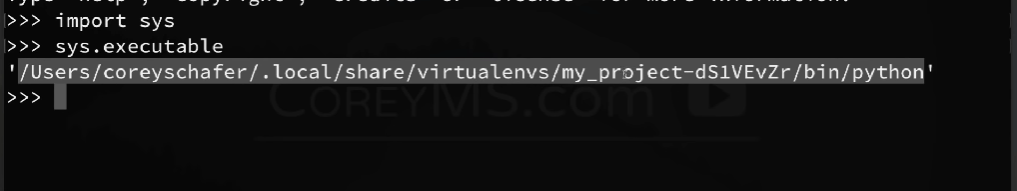 >>> import sys
>>> sys.executable
'/Users/coreyschafer/.local/share/virtualenvs/my_project-dS1VEvZr/bin/python'
>>>
COREYMS.COM